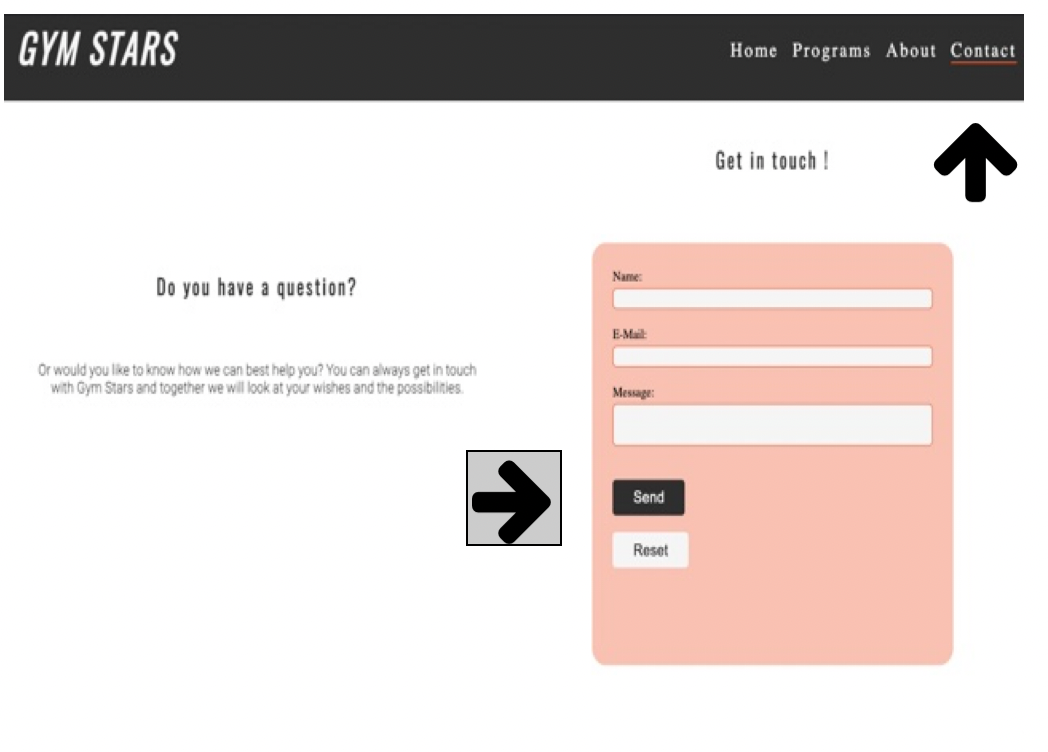 GYM STARS
Home Programs About Contact
Get in touch !
Do you have a question?
Or would you like to know how we can best help you? You can always get in touch
with Gym Stars and together we will look at your wishes and the possibilities.
Name:
E-Mail:
Message:
Send
Reset